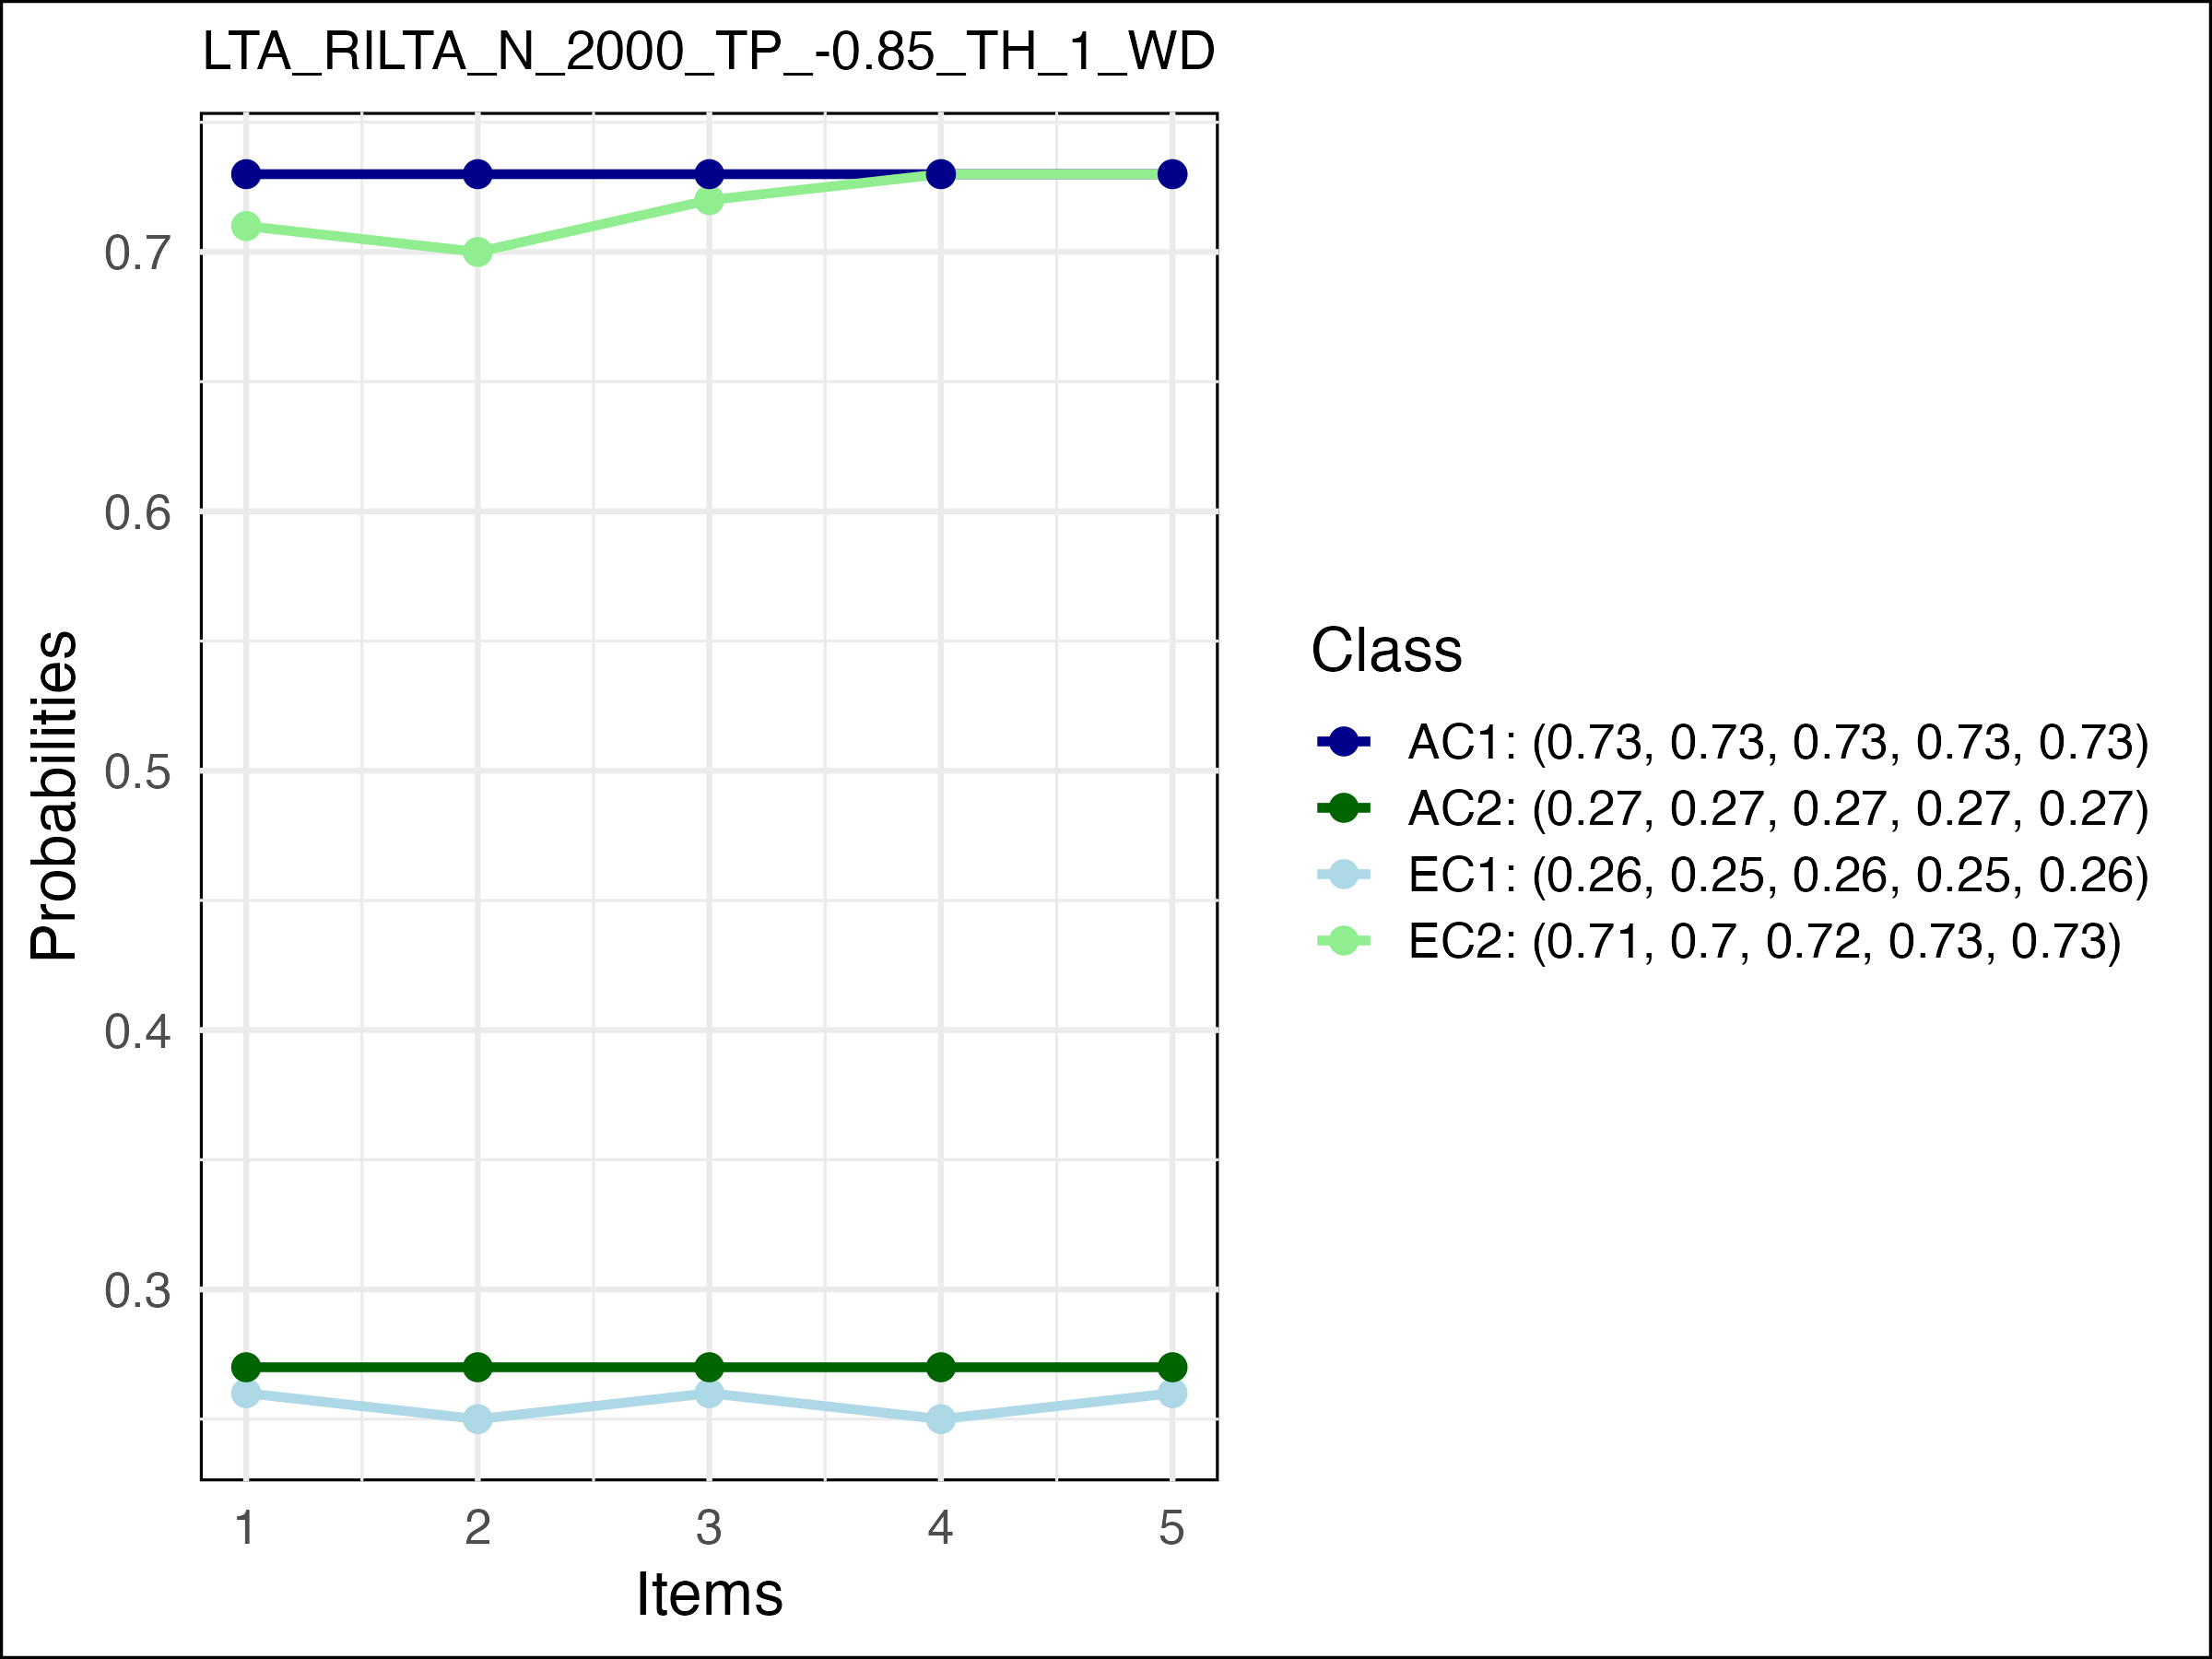 LTA_RILTA_N_2000_TP_-0.85_TH_1_WD
Probabilities
0.7
0.6
0.5
0.4
0.3
1 2 3 4 5
Items
Class
AC1: (0.73, 0.73, 0.73, 0.73, 0.73)
AC2: (0.27, 0.27, 0.27, 0.27, 0.27)
EC1: (0.26, 0.25, 0.26, 0.25, 0.26)
EC2: (0.71, 0.7, 0.72, 0.73, 0.73)